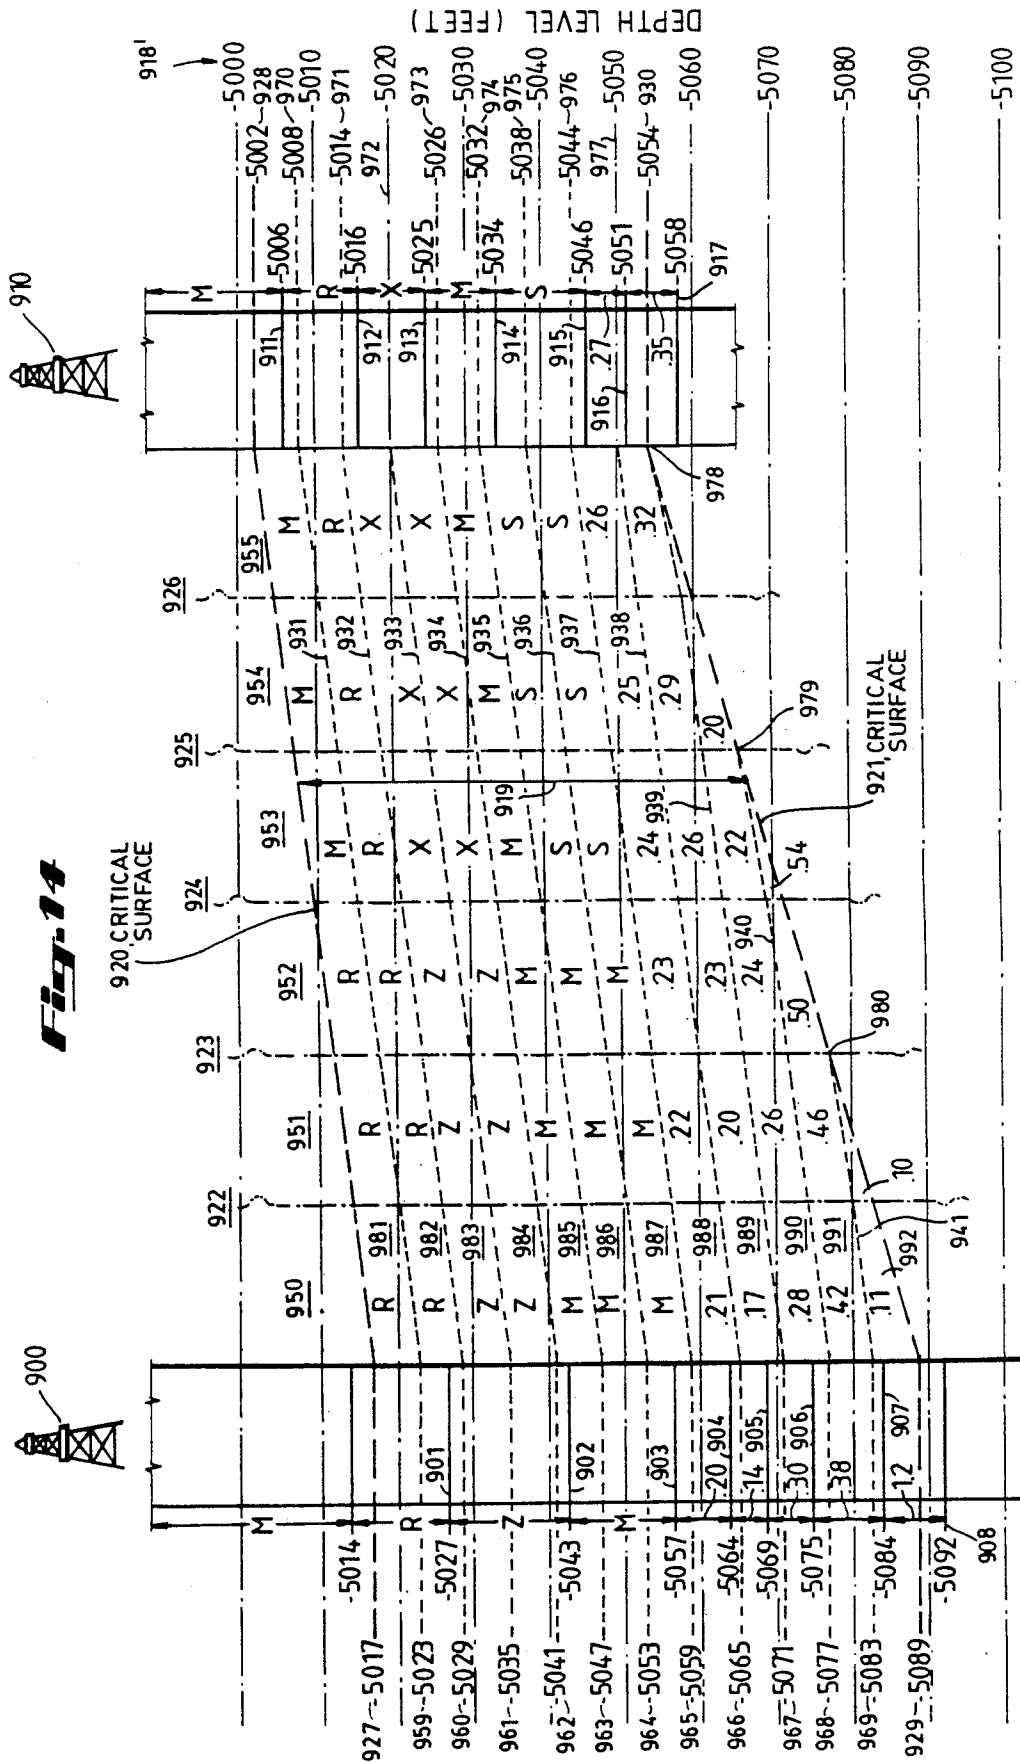 Fig. 14
900
910
920, CRITICAL
SURFACE
921, CRITICAL
SURFACE
918'
DEPTH LEVEL (FEET)
-5000
-5002~928
970
-5008
-5010
-5014~971
-5020
972
-5026~973
-5030
-5032~974
-5038~975
-5040
-5044~976
-5050
977
-5054~930
-5060
-5070
-5080
-5090
-5100
M
R
X
M
S
.27
.35
-5006
-5016
-5025
-5034
-5046
-5051
-5058
917
911
912
913
914
915
916
978
979
980
919
926
925
924
923
922
955
M
R
X
X
M
S
S
.26
.32
931
932
933
934
935
936
937
938
954
M
R
X
X
M
S
S
.25
.29
.20
939
953
M
R
X
X
M
S
S
.24
.26
.22
.54
940
952
R
R
Z
Z
M
M
M
.23
.23
.24
.50
951
R
R
Z
Z
M
M
M
.22
.20
.26
.46
.10
981
982
983
984
985
986
987
988
989
990
991
992
941
950
R
R
Z
Z
M
M
M
.21
.17
.28
.42
.11
901
902
903
904
905
906
907
908
M
R
Z
M
.20
.14
.30
.38
.12
-5014
-5027
-5043
-5057
-5064
-5069
-5075
-5084
-5092
927~-5017
959~-5023
960~-5029
961~-5035
962~-5041
963~-5047
964~-5053
965~-5059
966~-5065
967~-5071
968~-5077
969~-5083
929~-5089